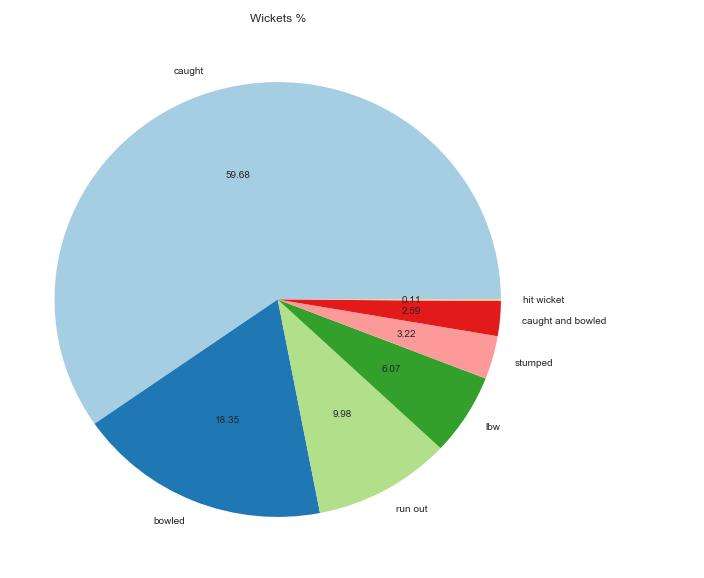 Wickets %
caught
59.68
0.11
hit wicket
2.59
caught and bowled
3.22
stumped
6.07
lbw
9.98
18.35
run out
bowled